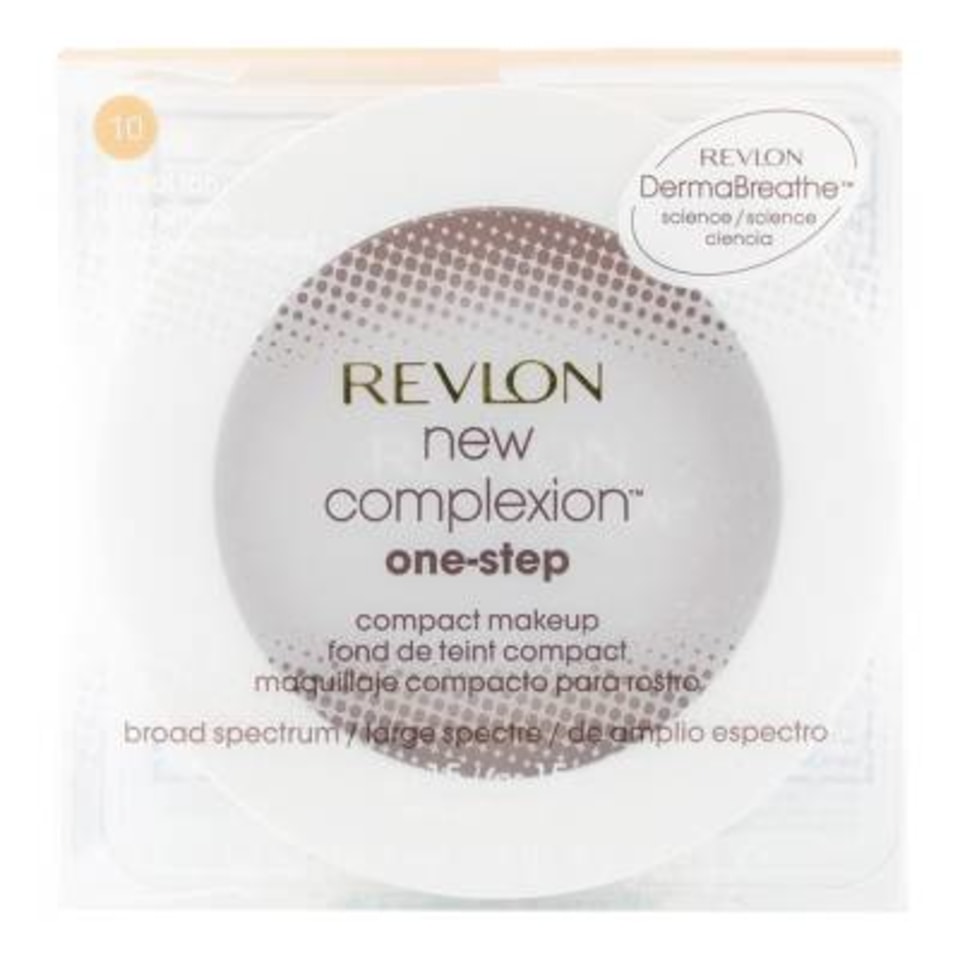 10
REVLON
DermaBreathe™
science / science
ciencia
REVLON
new
complexion™
one-step
compact makeup
fond de teint compact
maquillaje compacto para rostro
broad spectrum / large spectre / de amplio espectro